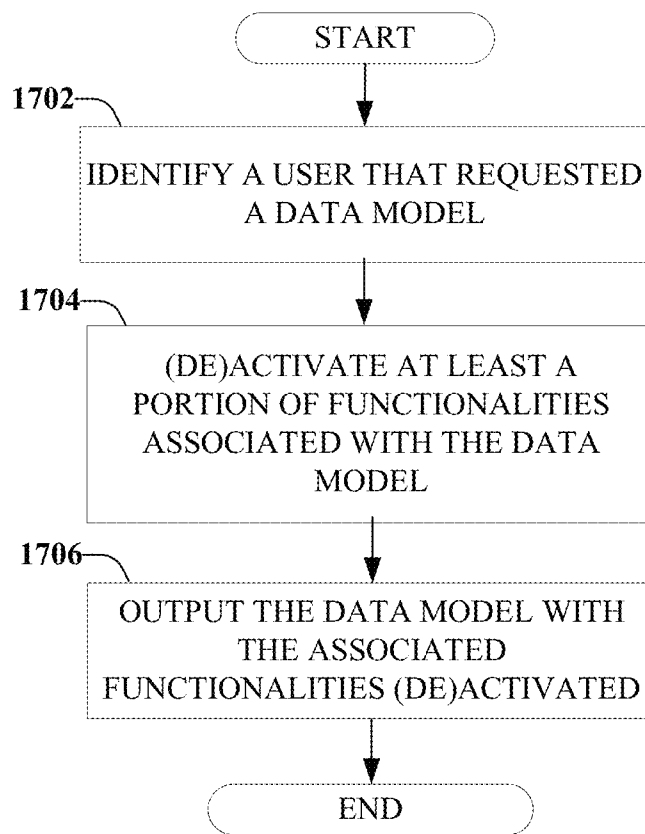 START
1702
IDENTIFY A USER THAT REQUESTED
A DATA MODEL
1704
(DE)ACTIVATE AT LEAST A
PORTION OF FUNCTIONALITIES
ASSOCIATED WITH THE DATA
MODEL
1706
OUTPUT THE DATA MODEL WITH
THE ASSOCIATED
FUNCTIONALITIES (DE)ACTIVATED
END